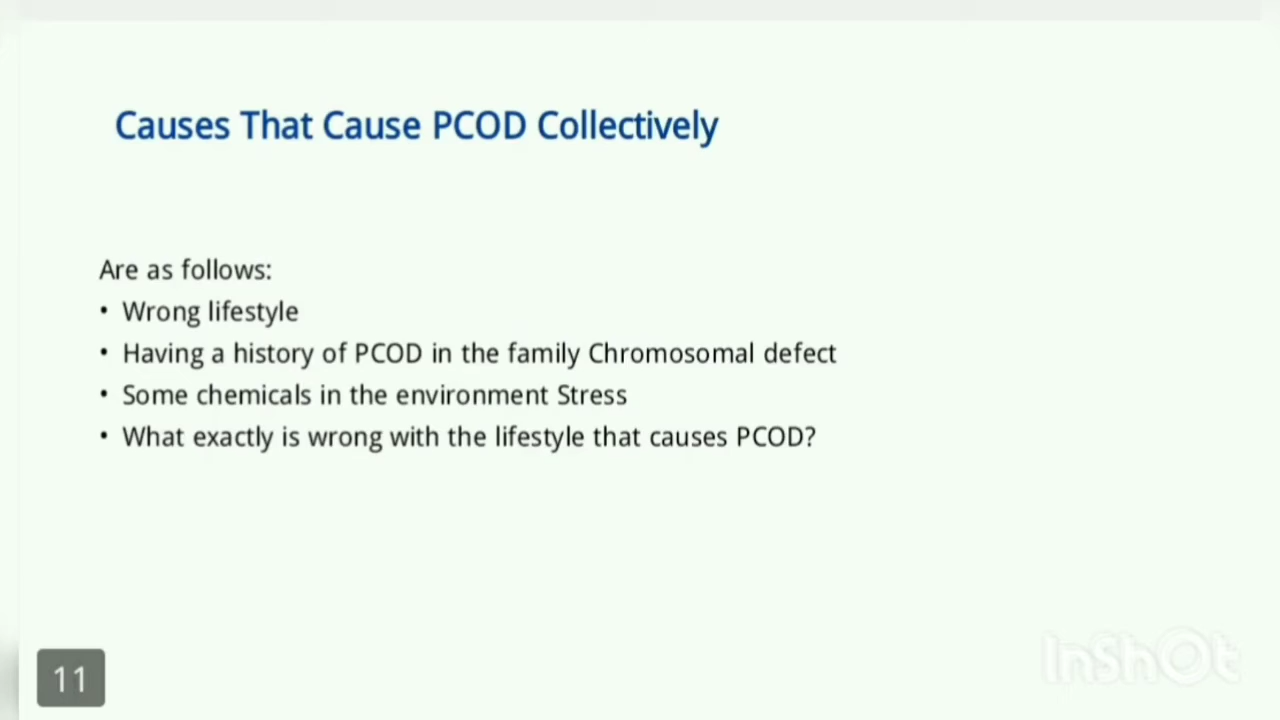 Causes That Cause PCOD Collectively
Are as follows:
• Wrong lifestyle
• Having a history of PCOD in the family Chromosomal defect
• Some chemicals in the environment Stress
• What exactly is wrong with the lifestyle that causes PCOD?
11
InShOt